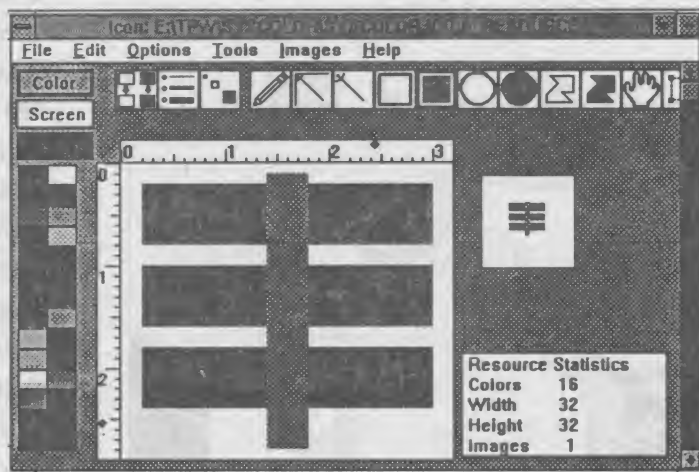 Icon:
File Edit Options Tools Images Help
Color
Screen
0 1 2 3
0
1
2
Resource Statistics
Colors 16
Width 32
Height 32
Images 1